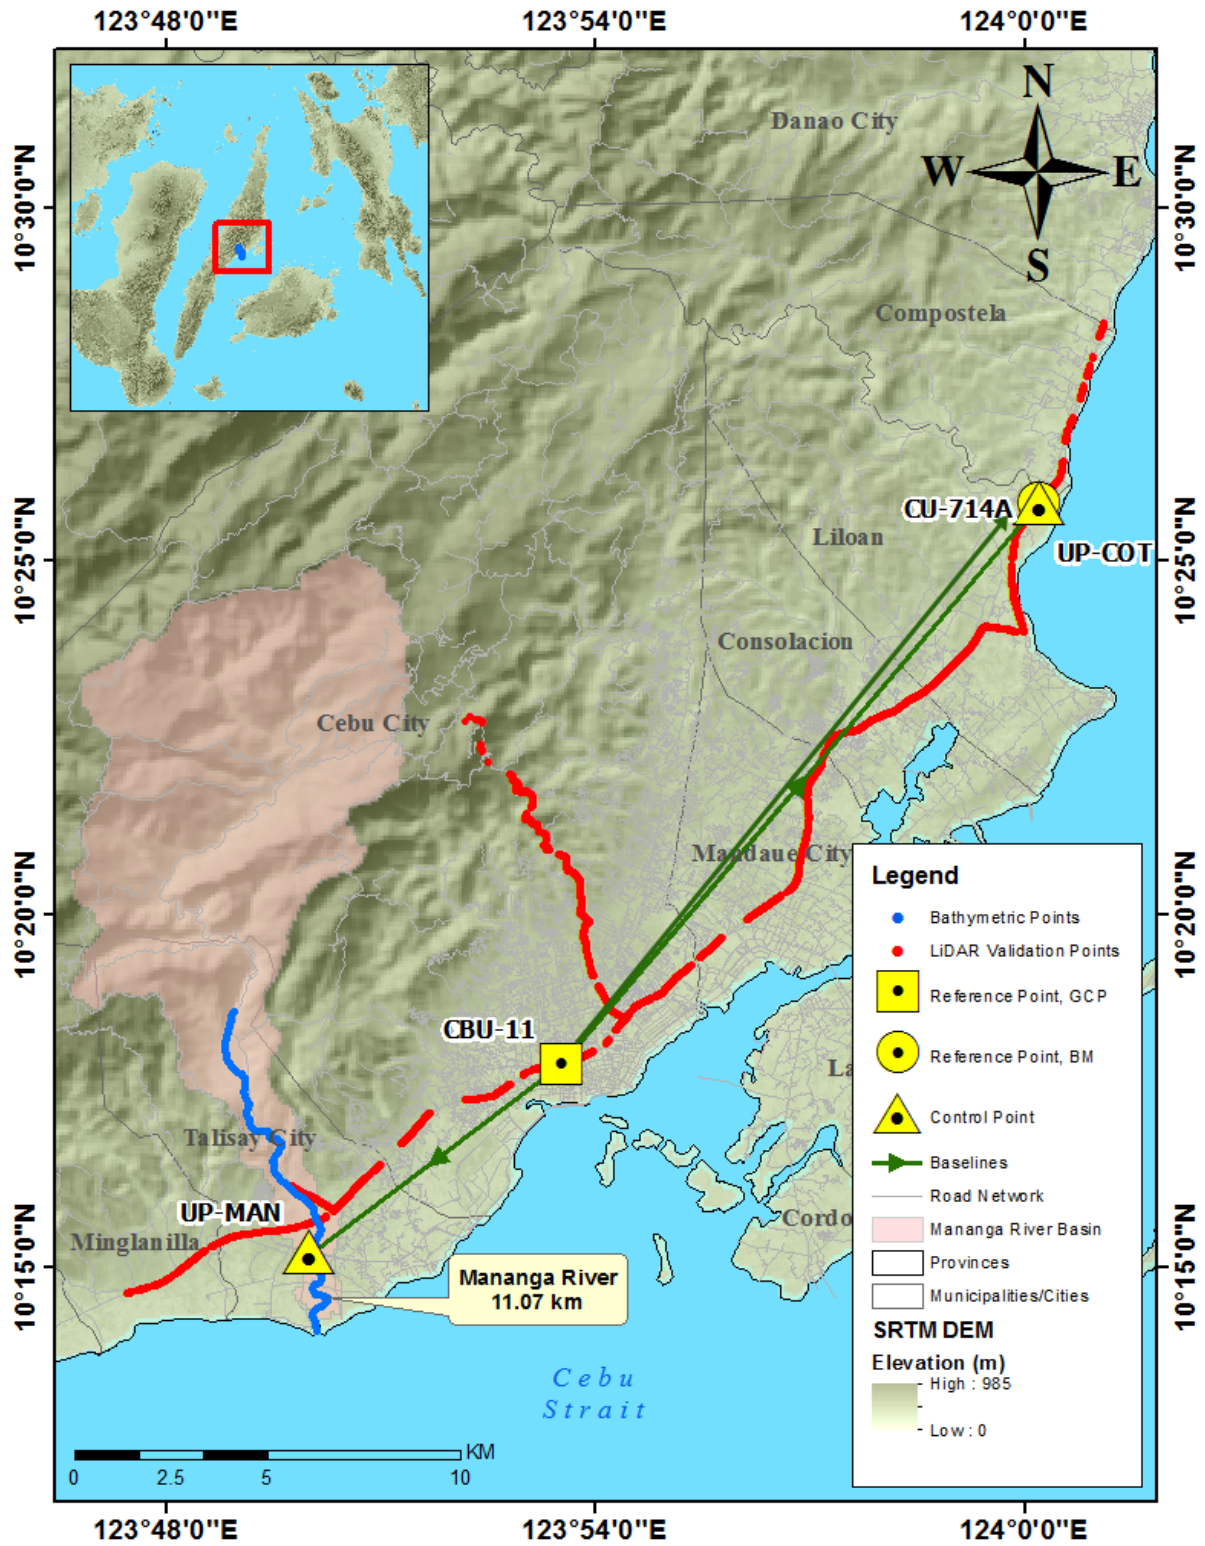 123°48'0"E
123°54'0"E
124°0'0"E
N
W
E
S
Danao City
10°30'0"N
10°30'0"N
Compostela
CU-714A
Liloan
UP-COT
10°25'0"N
10°25'0"N
Consolacion
Cebu City
Mandaue City
10°20'0"N
10°20'0"N
CBU-11
La
Talisay City
UP-MAN
Cordo
Minglanilla
10°15'0"N
10°15'0"N
Mananga River
11.07 km
Cebu
Strait
Legend
Bathymetric Points
LiDAR Validation Points
Reference Point, GCP
Reference Point, BM
Control Point
Baselines
Road Network
Mananga River Basin
Provinces
Municipalities/Cities
SRTM DEM
Elevation (m)
High : 985
Low : 0
KM
0 2.5 5 10
123°48'0"E
123°54'0"E
124°0'0"E